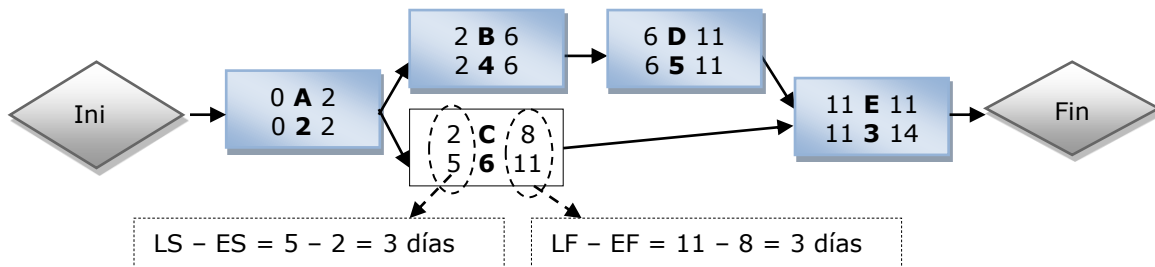 Ini
0 A 2
0 2 2
2 B 6
2 4 6
6 D 11
6 5 11
2 C 8
5 6 11
11 E 11
11 3 14
Fin
LS – ES = 5 – 2 = 3 días
LF – EF = 11 – 8 = 3 días